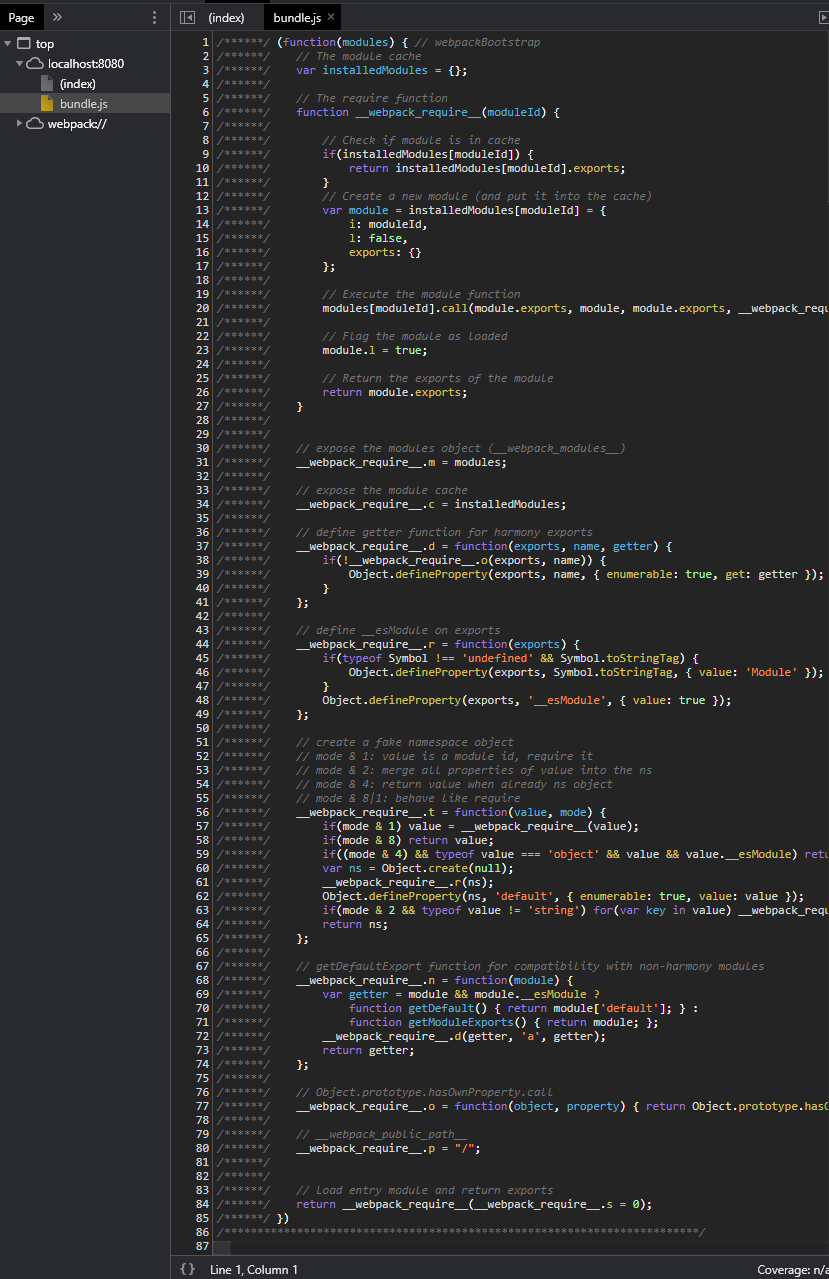 Page
(index)
bundle.js ×
top
localhost:8080
(index)
bundle.js
webpack://
1 /******/ (function(modules) { // webpackBootstrap
2 /******/ // The module cache
3 /******/ var installedModules = {};
4 /******/
5 /******/ // The require function
6 /******/ function __webpack_require__(moduleId) {
7 /******/
8 /******/ // Check if module is in cache
9 /******/ if(installedModules[moduleId]) {
10 /******/ return installedModules[moduleId].exports;
11 /******/ }
12 /******/ // Create a new module (and put it into the cache)
13 /******/ var module = installedModules[moduleId] = {
14 /******/ i: moduleId,
15 /******/ l: false,
16 /******/ exports: {}
17 /******/ };
18 /******/
19 /******/ // Execute the module function
20 /******/ modules[moduleId].call(module.exports, module, module.exports, __webpack_requ
21 /******/
22 /******/ // Flag the module as loaded
23 /******/ module.l = true;
24 /******/
25 /******/ // Return the exports of the module
26 /******/ return module.exports;
27 /******/ }
28 /******/
29 /******/
30 /******/ // expose the modules object (__webpack_modules__)
31 /******/ __webpack_require__.m = modules;
32 /******/
33 /******/ // expose the module cache
34 /******/ __webpack_require__.c = installedModules;
35 /******/
36 /******/ // define getter function for harmony exports
37 /******/ __webpack_require__.d = function(exports, name, getter) {
38 /******/ if(!__webpack_require__.o(exports, name)) {
39 /******/ Object.defineProperty(exports, name, { enumerable: true, get: getter });
40 /******/ }
41 /******/ };
42 /******/
43 /******/ // define __esModule on exports
44 /******/ __webpack_require__.r = function(exports) {
45 /******/ if(typeof Symbol !== 'undefined' && Symbol.toStringTag) {
46 /******/ Object.defineProperty(exports, Symbol.toStringTag, { value: 'Module' });
47 /******/ }
48 /******/ Object.defineProperty(exports, '__esModule', { value: true });
49 /******/ };
50 /******/
51 /******/ // create a fake namespace object
52 /******/ // mode & 1: value is a module id, require it
53 /******/ // mode & 2: merge all properties of value into the ns
54 /******/ // mode & 4: return value when already ns object
55 /******/ // mode & 8|1: behave like require
56 /******/ __webpack_require__.t = function(value, mode) {
57 /******/ if(mode & 1) value = __webpack_require__(value);
58 /******/ if(mode & 8) return value;
59 /******/ if((mode & 4) && typeof value === 'object' && value && value.__esModule) retu
60 /******/ var ns = Object.create(null);
61 /******/ __webpack_require__.r(ns);
62 /******/ Object.defineProperty(ns, 'default', { enumerable: true, value: value });
63 /******/ if(mode & 2 && typeof value != 'string') for(var key in value) __webpack_requ
64 /******/ return ns;
65 /******/ };
66 /******/
67 /******/ // getDefaultExport function for compatibility with non-harmony modules
68 /******/ __webpack_require__.n = function(module) {
69 /******/ var getter = module && module.__esModule ?
70 /******/ function getDefault() { return module['default']; } :
71 /******/ function getModuleExports() { return module; };
72 /******/ __webpack_require__.d(getter, 'a', getter);
73 /******/ return getter;
74 /******/ };
75 /******/
76 /******/ // Object.prototype.hasOwnProperty.call
77 /******/ __webpack_require__.o = function(object, property) { return Object.prototype.hasO
78 /******/
79 /******/ // __webpack_public_path__
80 /******/ __webpack_require__.p = "/";
81 /******/
82 /******/
83 /******/ // Load entry module and return exports
84 /******/ return __webpack_require__(__webpack_require__.s = 0);
85 /******/ })
86 /************************************************************************/
87
{} Line 1, Column 1
Coverage: n/a